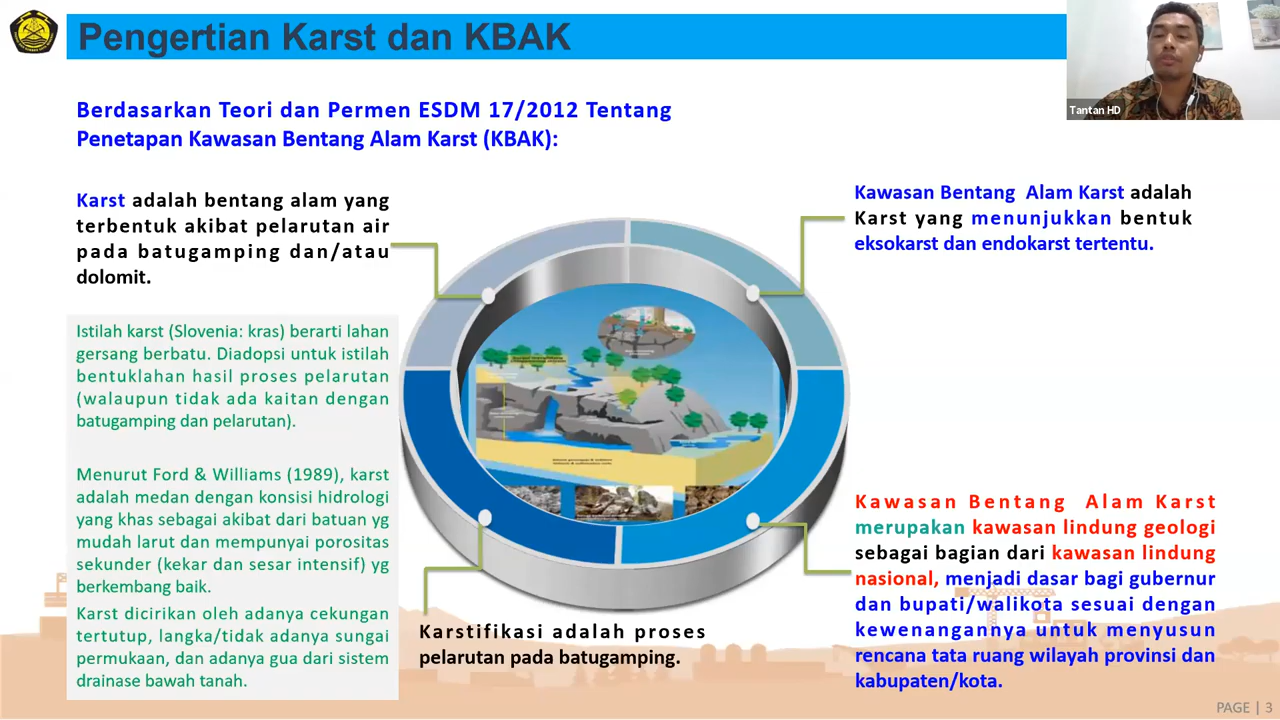 Pengertian Karst dan KBAK
Tantan HD
Berdasarkan Teori dan Permen ESDM 17/2012 Tentang
Penetapan Kawasan Bentang Alam Karst (KBAK):
Karst adalah bentang alam yang
terbentuk akibat pelarutan air
pada batugamping dan/atau
dolomit.
Kawasan Bentang Alam Karst adalah
Karst yang menunjukkan bentuk
eksokarst dan endokarst tertentu.
Istilah karst (Slovenia: kras) berarti lahan
gersang berbatu. Diadopsi untuk istilah
bentuklahan hasil proses pelarutan
(walaupun tidak ada kaitan dengan
batugamping dan pelarutan).
Menurut Ford & Williams (1989), karst
adalah medan dengan konsisi hidrologi
yang khas sebagai akibat dari batuan yg
mudah larut dan mempunyai porositas
sekunder (kekar dan sesar intensif) yg
berkembang baik.
Karst dicirikan oleh adanya cekungan
tertutup, langka/tidak adanya sungai
permukaan, dan adanya gua dari sistem
drainase bawah tanah.
Karstifikasi adalah proses
pelarutan pada batugamping.
Kawasan Bentang Alam Karst
merupakan kawasan lindung geologi
sebagai bagian dari kawasan lindung
nasional, menjadi dasar bagi gubernur
dan bupati/walikota sesuai dengan
kewenangannya untuk menyusun
rencana tata ruang wilayah provinsi dan
kabupaten/kota.
PAGE | 3